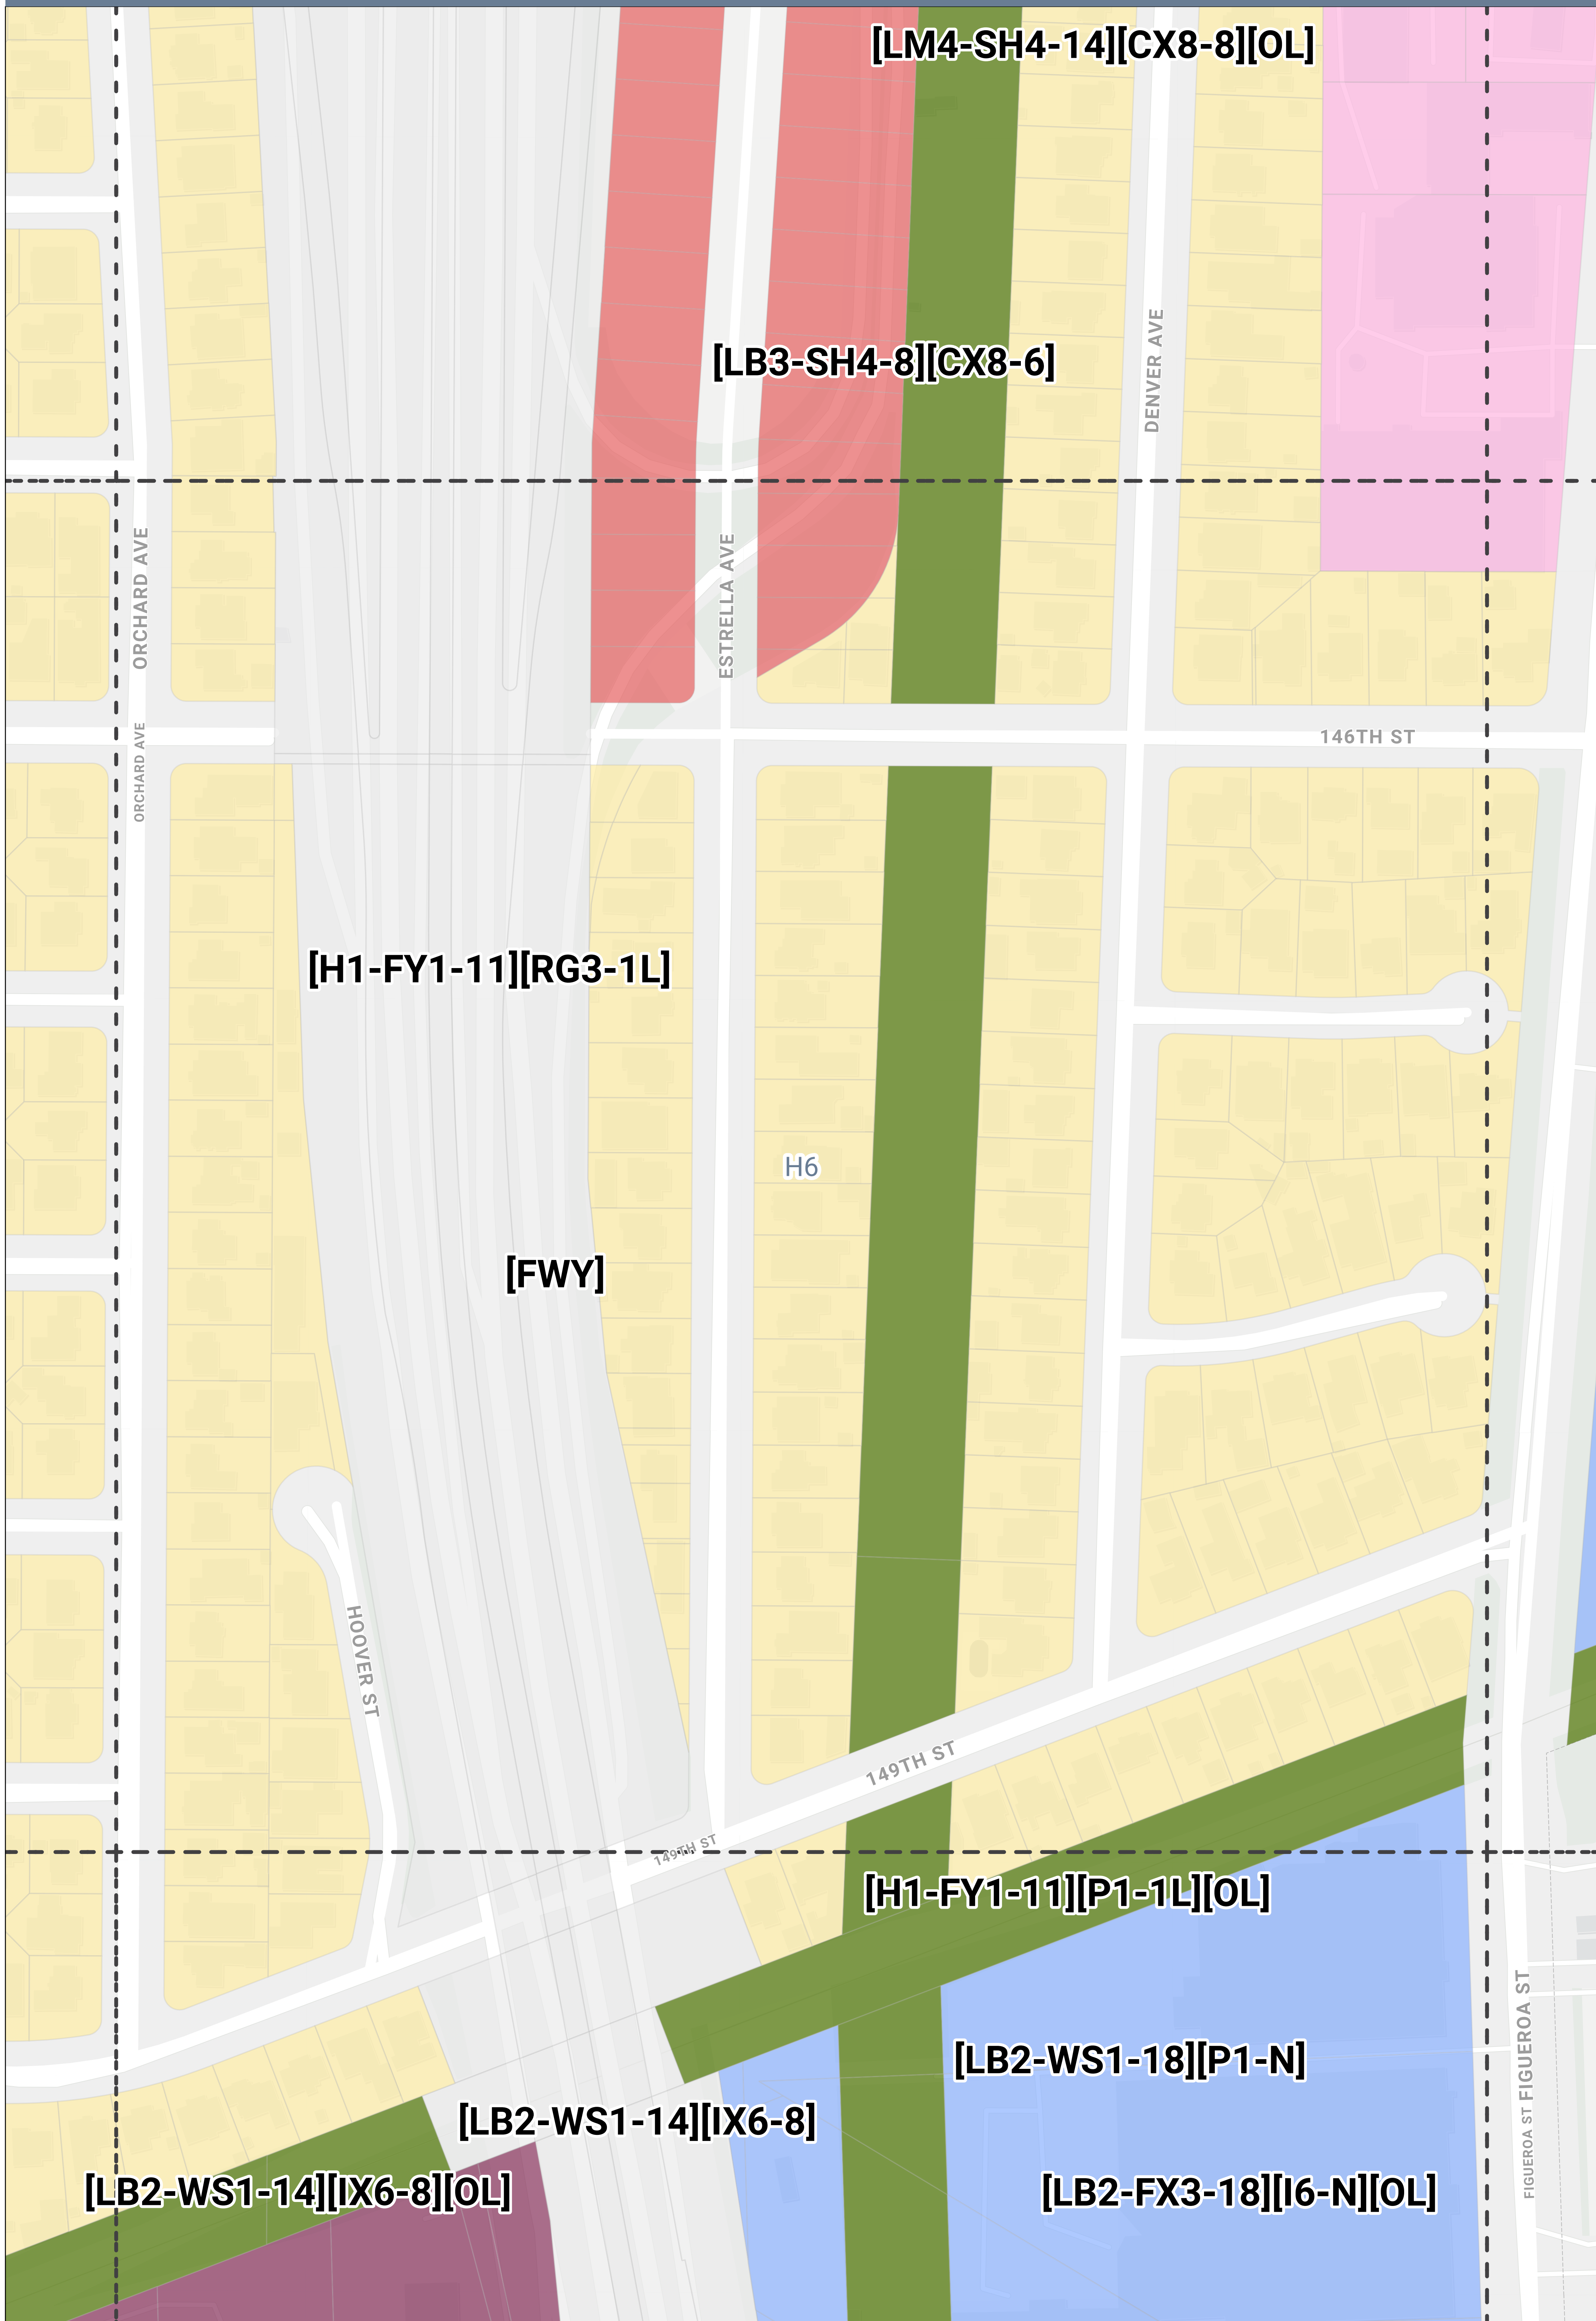 [LM4-SH4-14][CX8-8][OL]
[LB3-SH4-8][CX8-6]
DENVER AVE
ORCHARD AVE
ESTRELLA AVE
146TH ST
ORCHARD AVE
[H1-FY1-11][RG3-1L]
H6
[FWY]
HOOVER ST
149TH ST
149TH ST
[H1-FY1-11][P1-1L][OL]
FIGUEROA ST
[LB2-WS1-18][P1-N]
[LB2-WS1-14][IX6-8]
FIGUEROA ST
[LB2-WS1-14][IX6-8][OL]
[LB2-FX3-18][I6-N][OL]